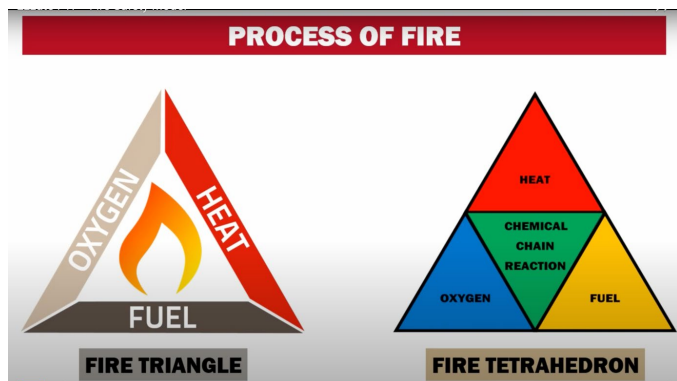 PROCESS OF FIRE
OXYGEN
HEAT
FUEL
FIRE TRIANGLE
HEAT
CHEMICAL
CHAIN
REACTION
OXYGEN
FUEL
FIRE TETRAHEDRON